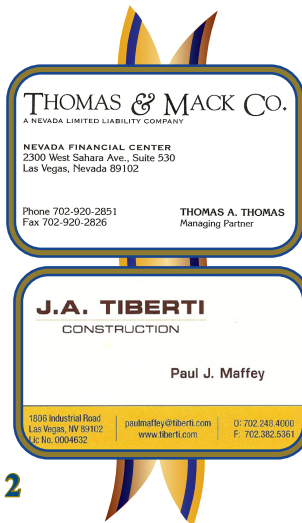 THOMAS & MACK CO.
A NEVADA LIMITED LIABILITY COMPANY
NEVADA FINANCIAL CENTER
2300 West Sahara Ave., Suite 530
Las Vegas, Nevada 89102
Phone 702-920-2851
Fax 702-920-2826
THOMAS A. THOMAS
Managing Partner
J.A. TIBERTI
CONSTRUCTION
Paul J. Maffey
1806 Industrial Road
Las Vegas, NV 89102
Lic No. 0004632
paulmaffey@tiberti.com
www.tiberti.com
O: 702.248.4000
F: 702.382.5361
2